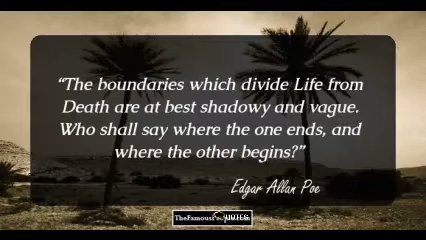 “The boundaries which divide Life from
Death are at best shadowy and vague.
Who shall say where the one ends, and
where the other begins?”
Edgar Allan Poe
QUOTES